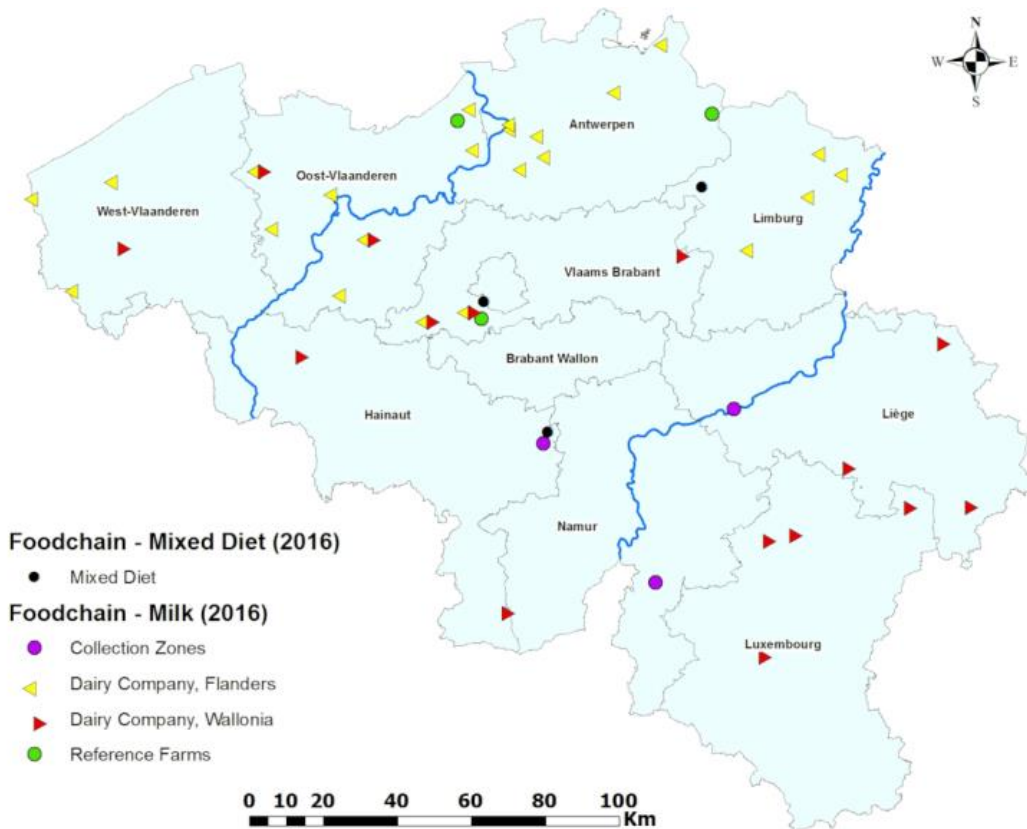 N
W E
S
Antwerpen
Oost-Vlaanderen
West-Vlaanderen
Limburg
Vlaams Brabant
Brabant Wallon
Hainaut
Liège
Namur
Luxembourg
Foodchain - Mixed Diet (2016)
Mixed Diet
Foodchain - Milk (2016)
Collection Zones
Dairy Company, Flanders
Dairy Company, Wallonia
Reference Farms
0 10 20 40 60 80 100
Km